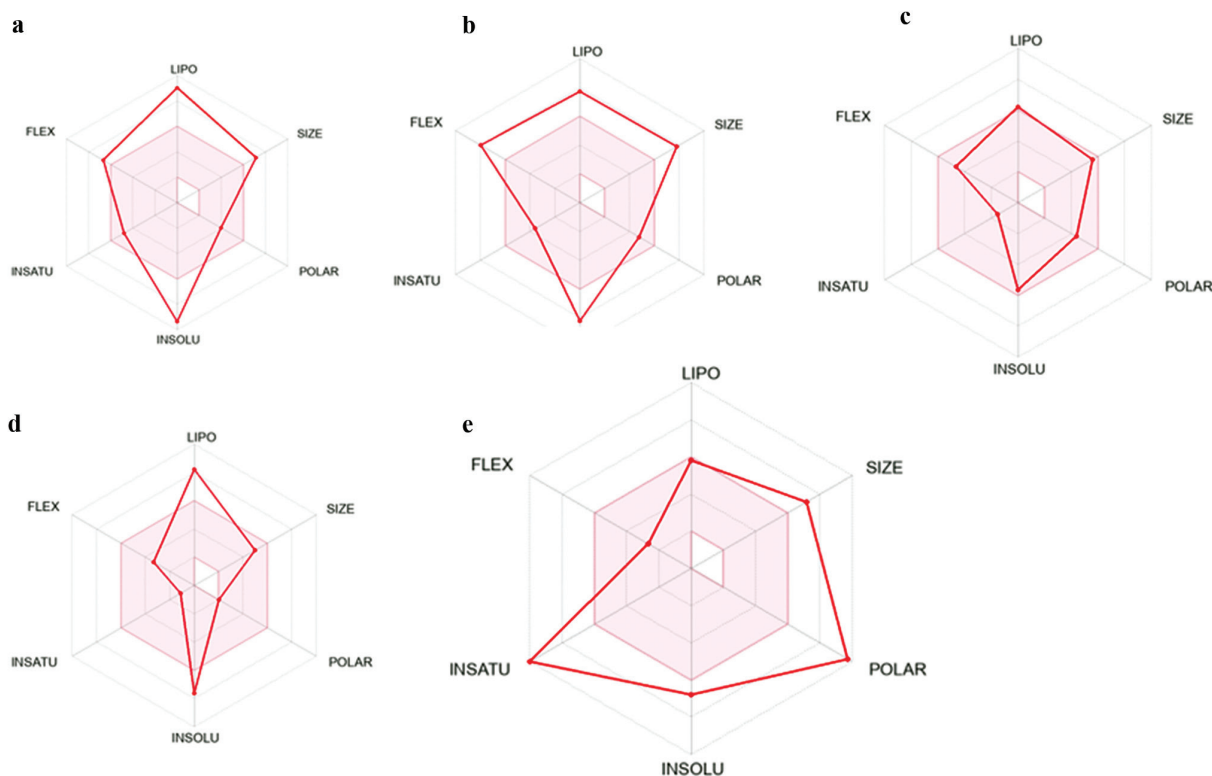 a
LIPO
FLEX
SIZE
INSATU
POLAR
INSOLU
b
LIPO
FLEX
SIZE
INSATU
POLAR
c
LIPO
FLEX
SIZE
INSATU
POLAR
INSOLU
d
LIPO
FLEX
SIZE
INSATU
POLAR
INSOLU
e
LIPO
FLEX
SIZE
INSATU
POLAR
INSOLU